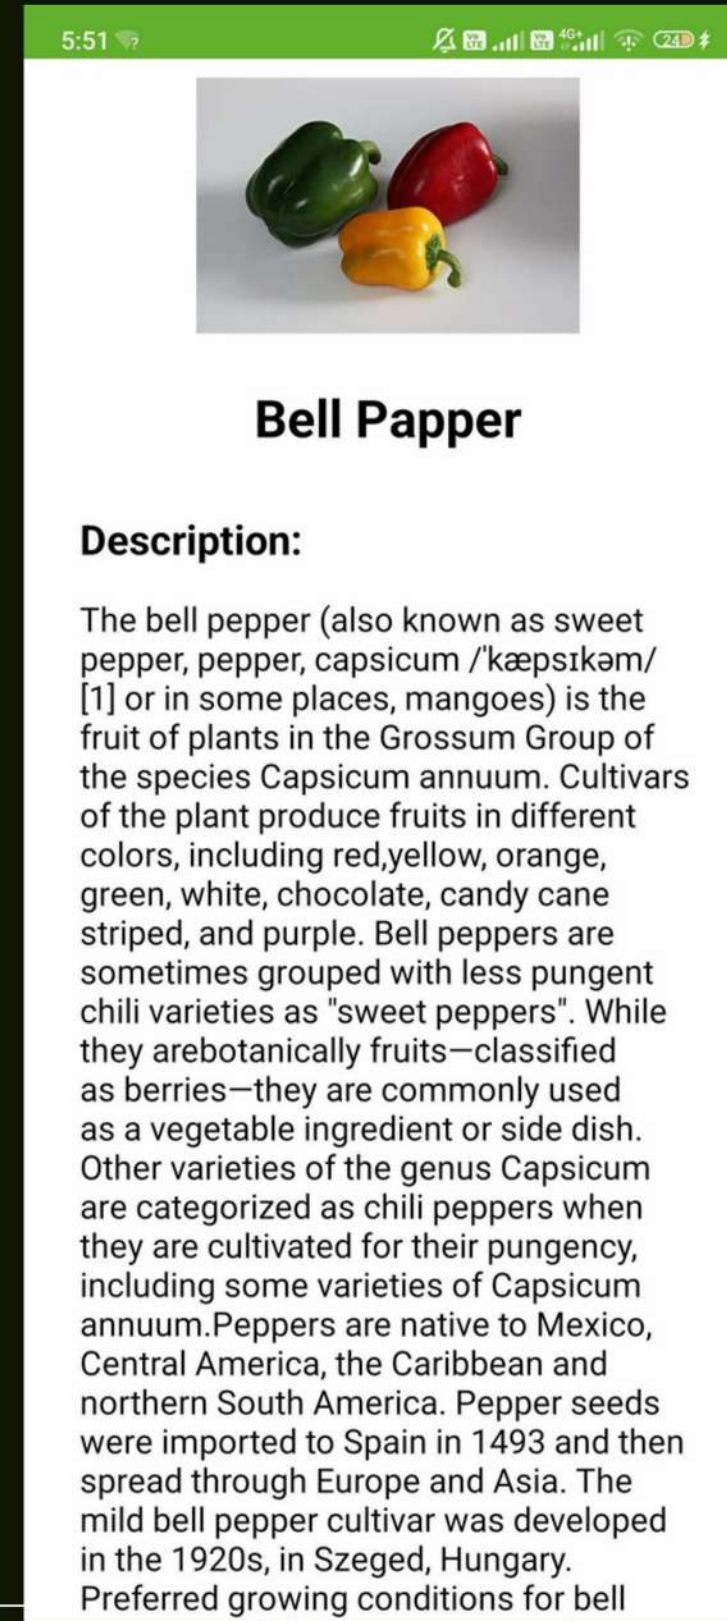 5:51
4G+
24
Bell Papper
Description:
The bell pepper (also known as sweet
pepper, pepper, capsicum /ˈkæpsɪkəm/
[1] or in some places, mangoes) is the
fruit of plants in the Grossum Group of
the species Capsicum annuum. Cultivars
of the plant produce fruits in different
colors, including red,yellow, orange,
green, white, chocolate, candy cane
striped, and purple. Bell peppers are
sometimes grouped with less pungent
chili varieties as "sweet peppers". While
they arebotanically fruits—classified
as berries—they are commonly used
as a vegetable ingredient or side dish.
Other varieties of the genus Capsicum
are categorized as chili peppers when
they are cultivated for their pungency,
including some varieties of Capsicum
annuum.Peppers are native to Mexico,
Central America, the Caribbean and
northern South America. Pepper seeds
were imported to Spain in 1493 and then
spread through Europe and Asia. The
mild bell pepper cultivar was developed
in the 1920s, in Szeged, Hungary.
Preferred growing conditions for bell